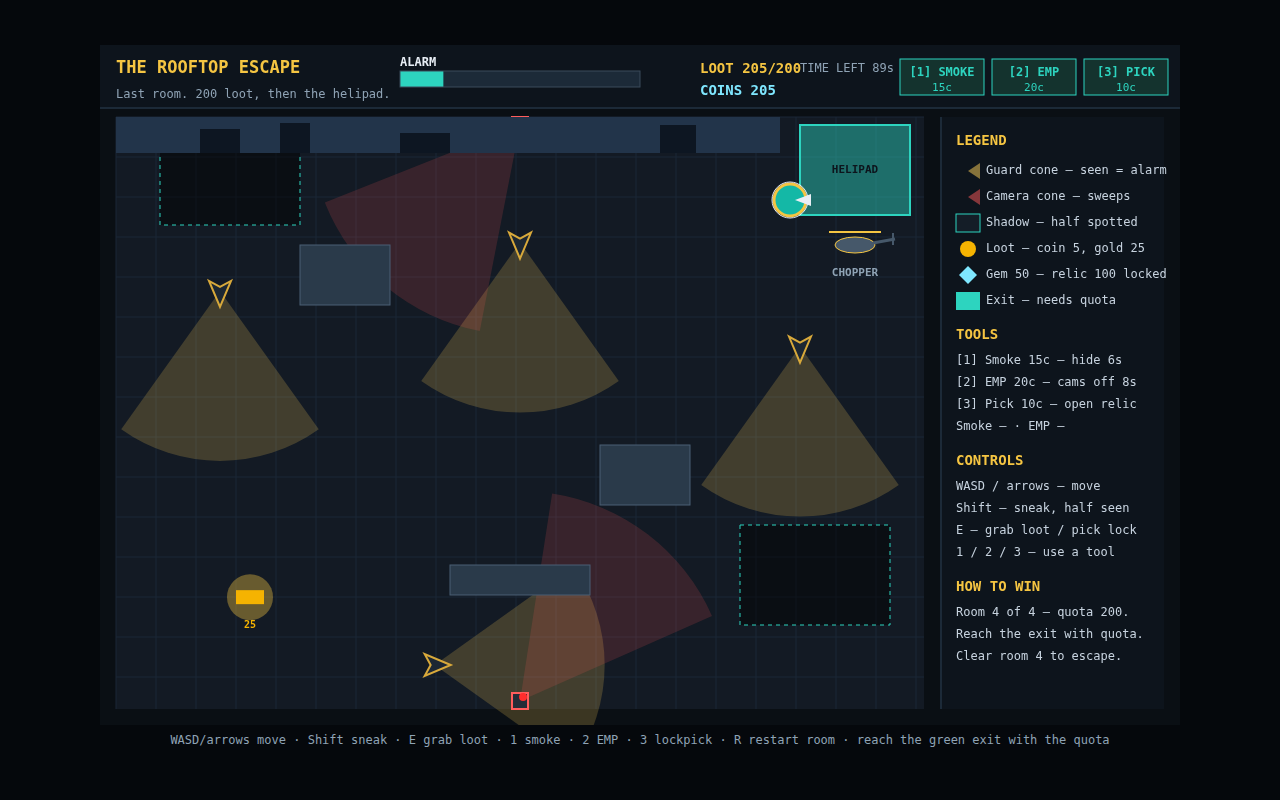 THE ROOFTOP ESCAPE
Last room. 200 loot, then the helipad.
ALARM
LOOT 205/200
TIME LEFT 89s
COINS 205
[1] SMOKE
15c
[2] EMP
20c
[3] PICK
10c
HELIPAD
CHOPPER
25
LEGEND
Guard cone — seen = alarm
Camera cone — sweeps
Shadow — half spotted
Loot — coin 5, gold 25
Gem 50 — relic 100 locked
Exit — needs quota
TOOLS
[1] Smoke 15c — hide 6s
[2] EMP 20c — cams off 8s
[3] Pick 10c — open relic
Smoke — · EMP —
CONTROLS
WASD / arrows — move
Shift — sneak, half seen
E — grab loot / pick lock
1 / 2 / 3 — use a tool
HOW TO WIN
Room 4 of 4 — quota 200.
Reach the exit with quota.
Clear room 4 to escape.
WASD/arrows move · Shift sneak · E grab loot · 1 smoke · 2 EMP · 3 lockpick · R restart room · reach the green exit with the quota